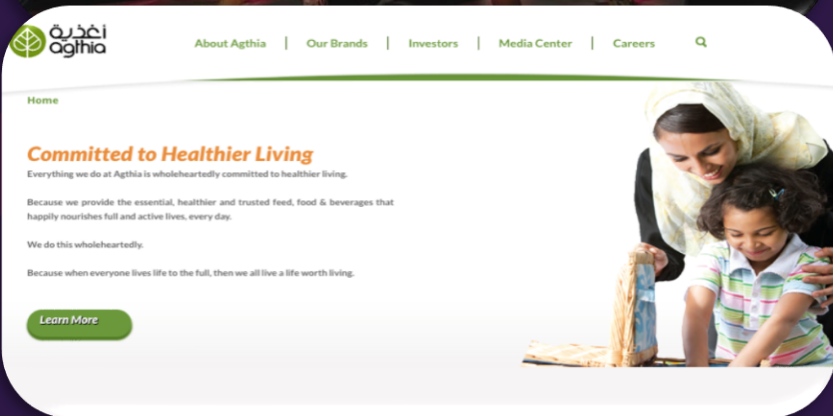 أغذية
agthia
About Agthia | Our Brands | Investors | Media Center | Careers
Home
Committed to Healthier Living
Everything we do at Agthia is wholeheartedly committed to healthier living.
Because we provide the essential, healthier and trusted feed, food & beverages that
happily nourishes full and active lives, every day.
We do this wholeheartedly.
Because when everyone lives life to the full, then we all live a life worth living.
Learn More